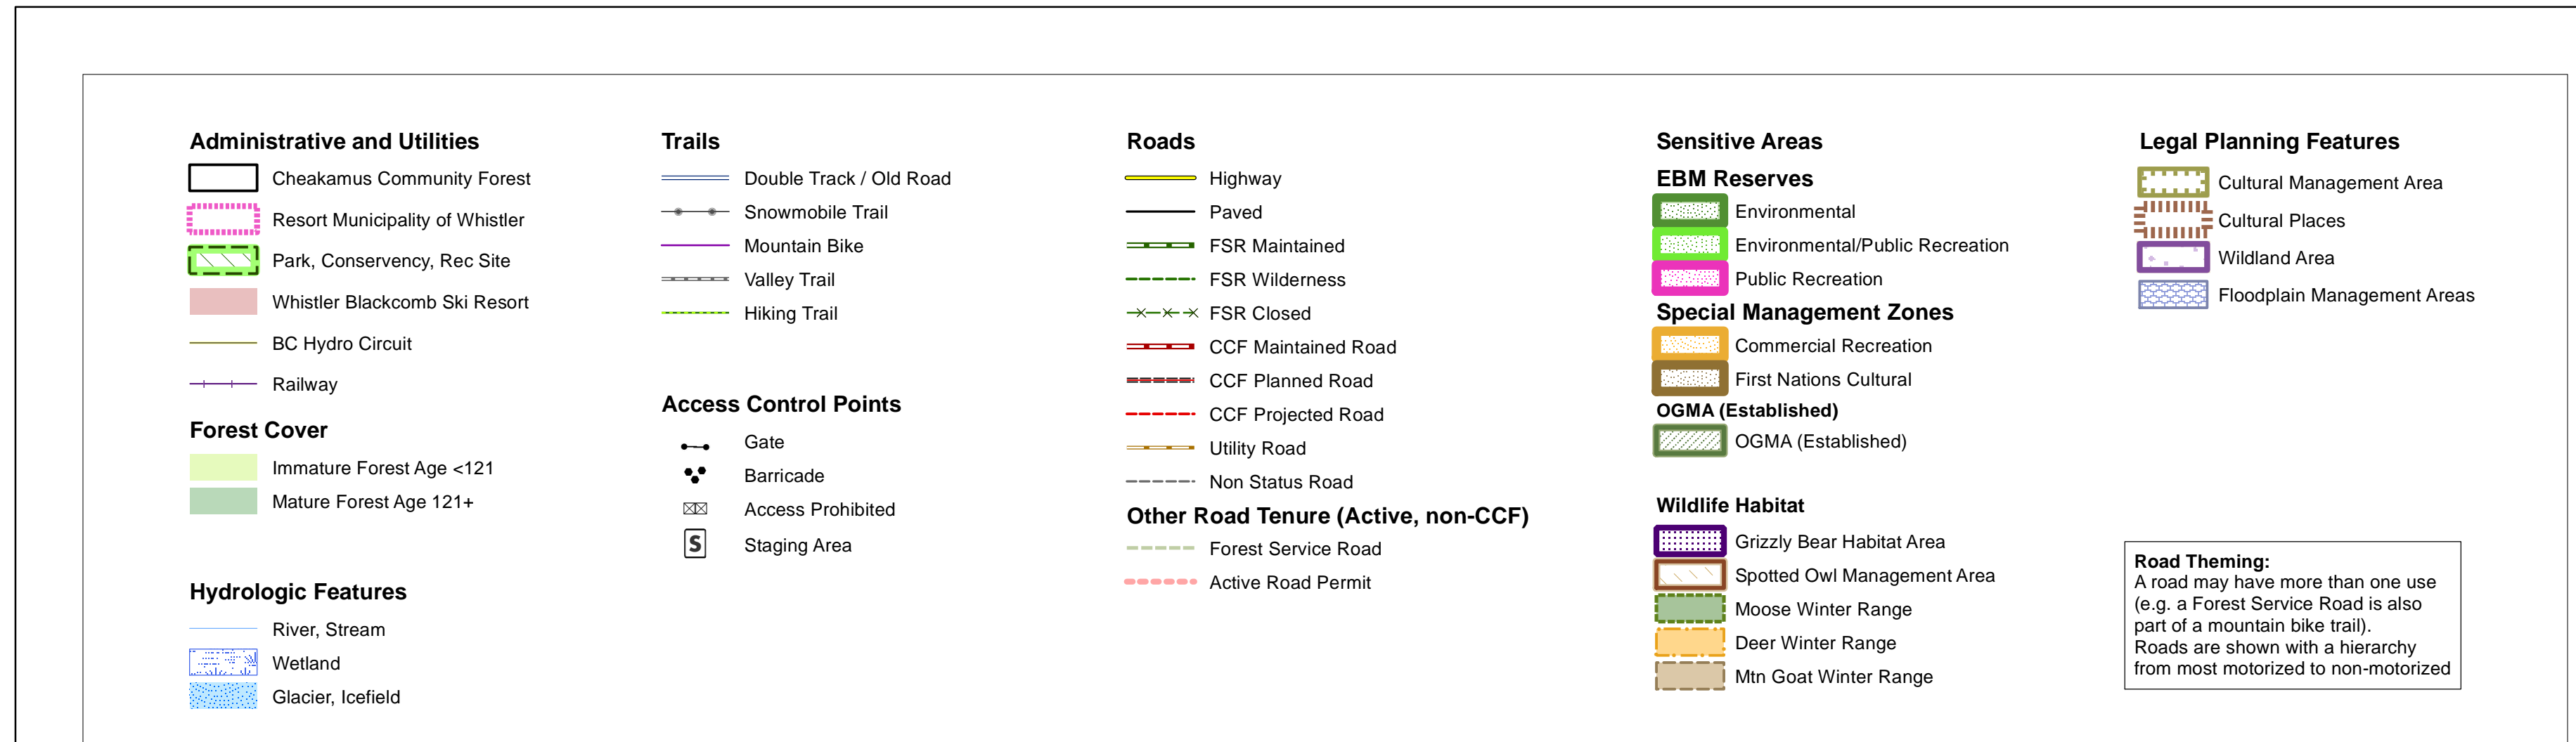 Administrative and Utilities
Cheakamus Community Forest
Resort Municipality of Whistler
Park, Conservency, Rec Site
Whistler Blackcomb Ski Resort
BC Hydro Circuit
Railway
Forest Cover
Immature Forest Age <121
Mature Forest Age 121+
Hydrologic Features
River, Stream
Wetland
Glacier, Icefield
Trails
Double Track / Old Road
Snowmobile Trail
Mountain Bike
Valley Trail
Hiking Trail
Access Control Points
Gate
Barricade
Access Prohibited
S Staging Area
Roads
Highway
Paved
FSR Maintained
FSR Wilderness
FSR Closed
CCF Maintained Road
CCF Planned Road
CCF Projected Road
Utility Road
Non Status Road
Other Road Tenure (Active, non-CCF)
Forest Service Road
Active Road Permit
Sensitive Areas
EBM Reserves
Environmental
Environmental/Public Recreation
Public Recreation
Special Management Zones
Commercial Recreation
First Nations Cultural
OGMA (Established)
OGMA (Established)
Wildlife Habitat
Grizzly Bear Habitat Area
Spotted Owl Management Area
Moose Winter Range
Deer Winter Range
Mtn Goat Winter Range
Legal Planning Features
Cultural Management Area
Cultural Places
Wildland Area
Floodplain Management Areas
Road Theming:
A road may have more than one use
(e.g. a Forest Service Road is also
part of a mountain bike trail).
Roads are shown with a hierarchy
from most motorized to non-motorized